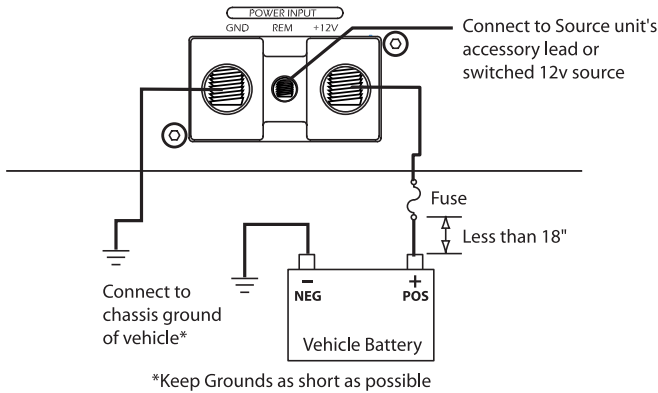 POWER INPUT
GND REM +12V
Connect to Source unit's
accessory lead or
switched 12v source
Fuse
Less than 18"
Connect to
chassis ground
of vehicle*
− +
NEG POS
Vehicle Battery
*Keep Grounds as short as possible